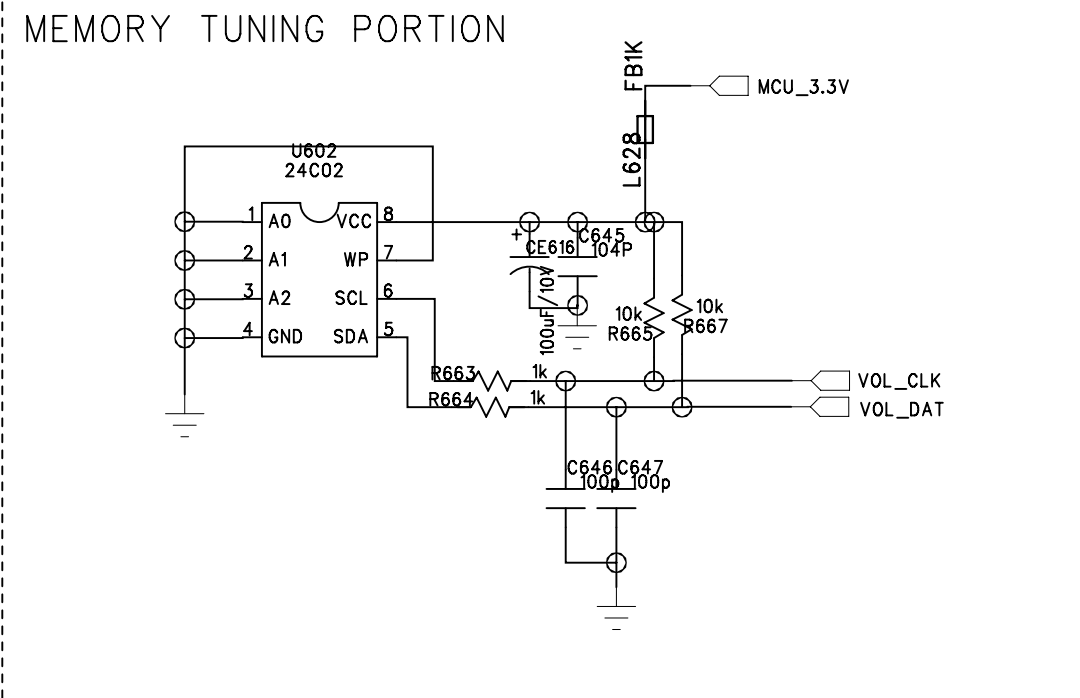 MEMORY TUNING PORTION
FB1K
MCU_3.3V
L628
U602
24C02
1 A0 VCC 8
2 A1 WP 7
3 A2 SCL 6
4 GND SDA 5
+
CE616
100uF/10V
C645
104P
10k
R665
10k
R667
R663 1k
R664 1k
VOL_CLK
VOL_DAT
C646
100p
C647
100p